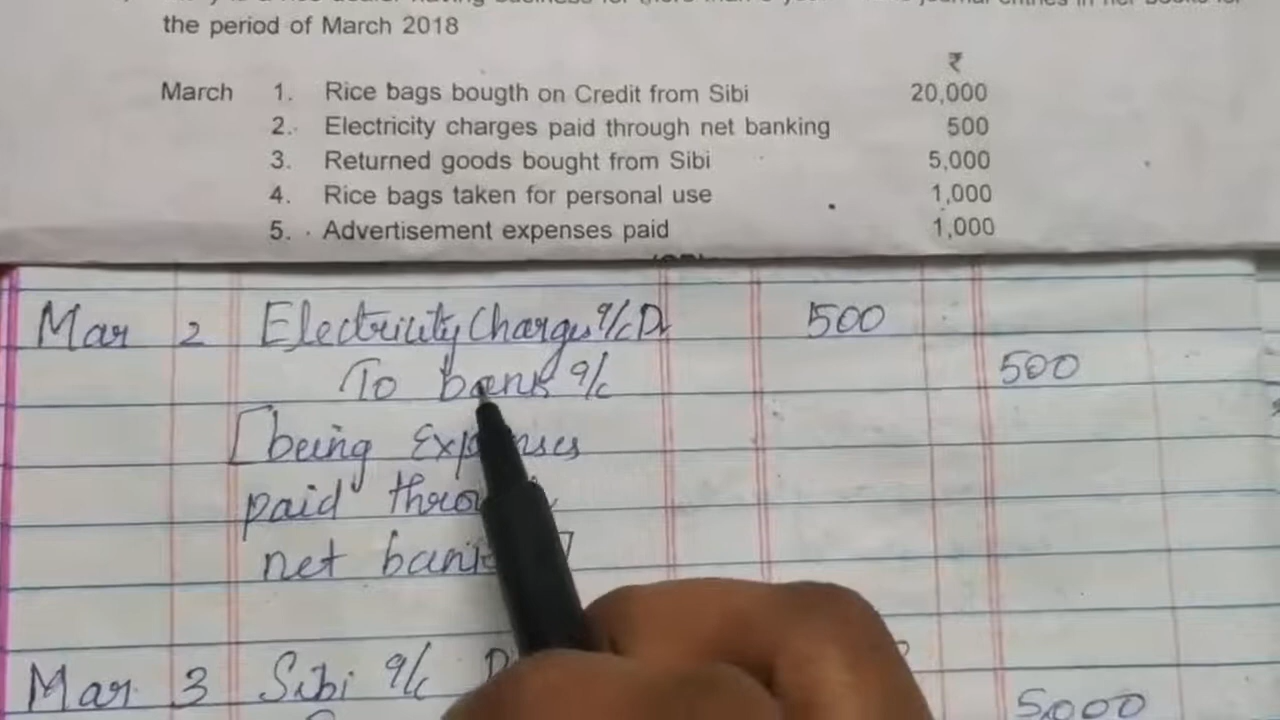 the period of March 2018
₹
March 1. Rice bags bougth on Credit from Sibi 20,000
2. Electricity charges paid through net banking 500
3. Returned goods bought from Sibi 5,000
4. Rice bags taken for personal use 1,000
5. Advertisement expenses paid 1,000
Mar 2 Electricity Charges a/c Dr 500
To bank a/c 500
[being Expenses
paid
net
Mar 3 Sibi a/c
5000